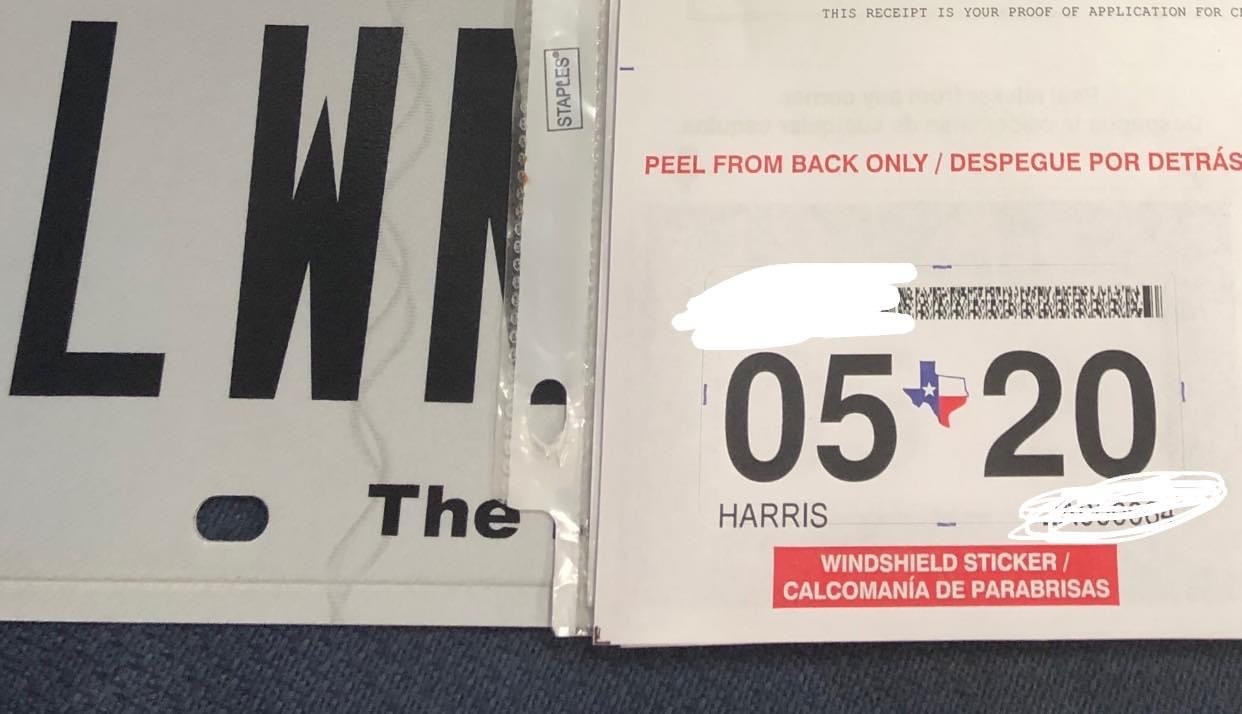 LW
The
STAPLES®
THIS RECEIPT IS YOUR PROOF OF APPLICATION FOR
PEEL FROM BACK ONLY / DESPEGUE POR DETRÁS
05 20
HARRIS
WINDSHIELD STICKER /
CALCOMANÍA DE PARABRISAS